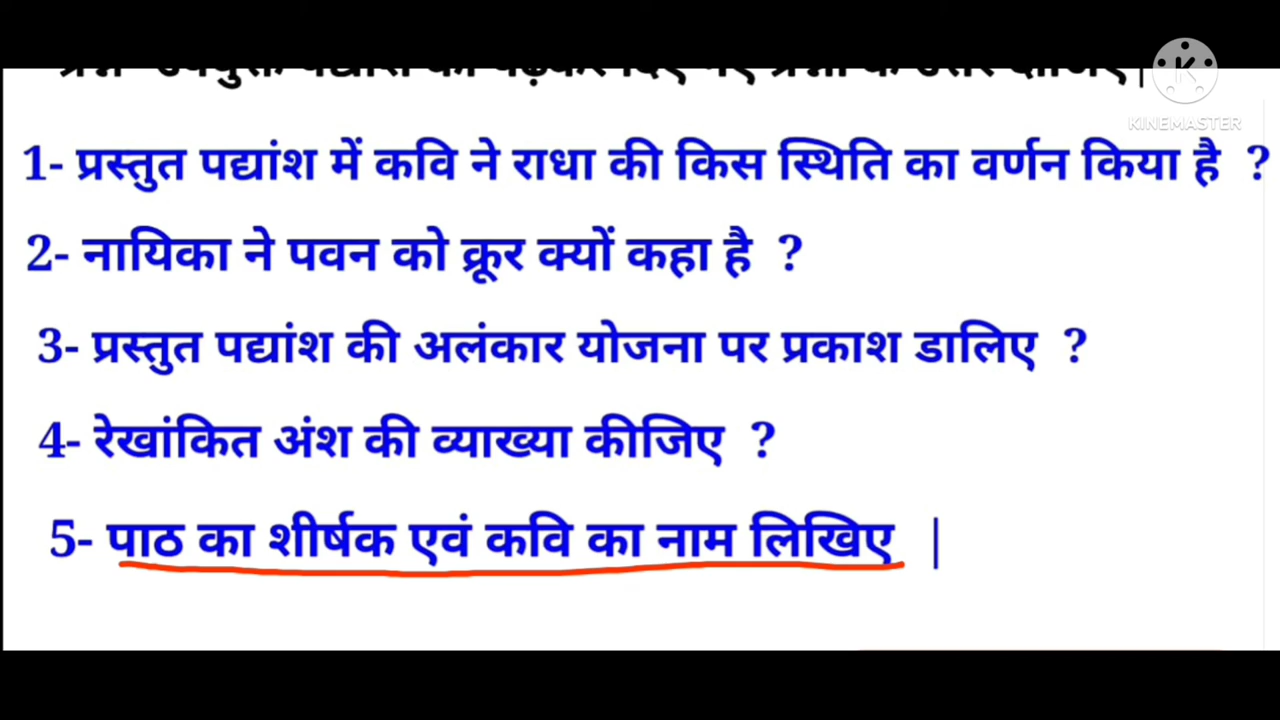 KINEMASTER
1- प्रस्तुत पद्यांश में कवि ने राधा की किस स्थिति का वर्णन किया है ?
2- नायिका ने पवन को क्रूर क्यों कहा है ?
3- प्रस्तुत पद्यांश की अलंकार योजना पर प्रकाश डालिए ?
4- रेखांकित अंश की व्याख्या कीजिए ?
5- पाठ का शीर्षक एवं कवि का नाम लिखिए |